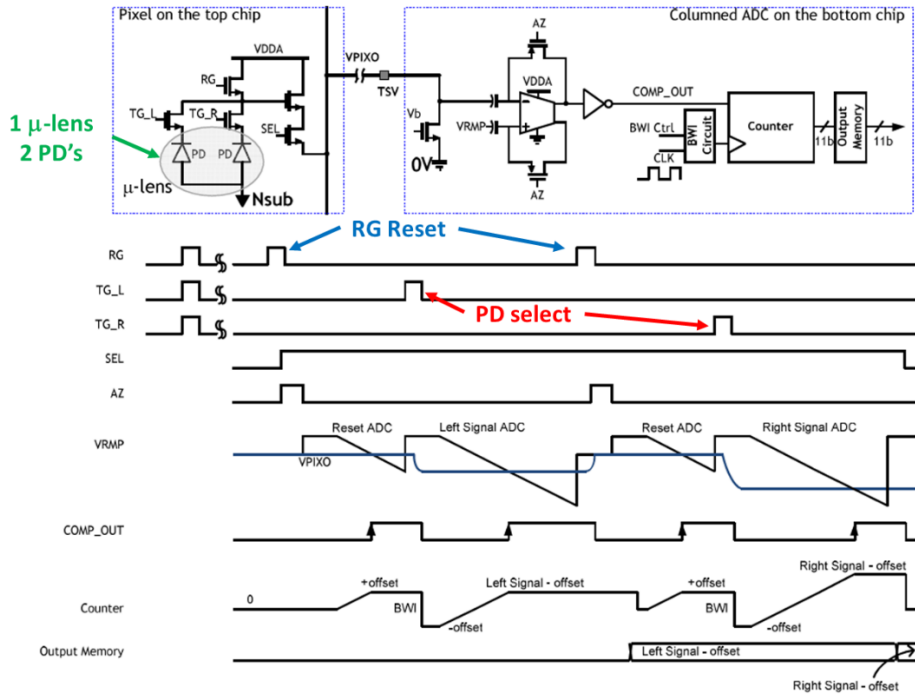 Pixel on the top chip
Columned ADC on the bottom chip
VDDA
VPIXO
AZ
RG
TSV
VDDA
COMP_OUT
TG_L
TG_R
Vb
VRMP
BWI Ctrl
BWI Circuit
Counter
Output Memory
1 μ-lens
2 PD's
SEL
PD
PD
0V
CLK
11b
11b
μ-lens
Nsub
AZ
RG Reset
RG
TG_L
PD select
TG_R
SEL
AZ
Reset ADC
Left Signal ADC
Reset ADC
Right Signal ADC
VRMP
VPIXO
COMP_OUT
Right Signal - offset
+offset
Left Signal - offset
+offset
Counter
0
BWI
BWI
-offset
-offset
Output Memory
Left Signal - offset
Right Signal - offset